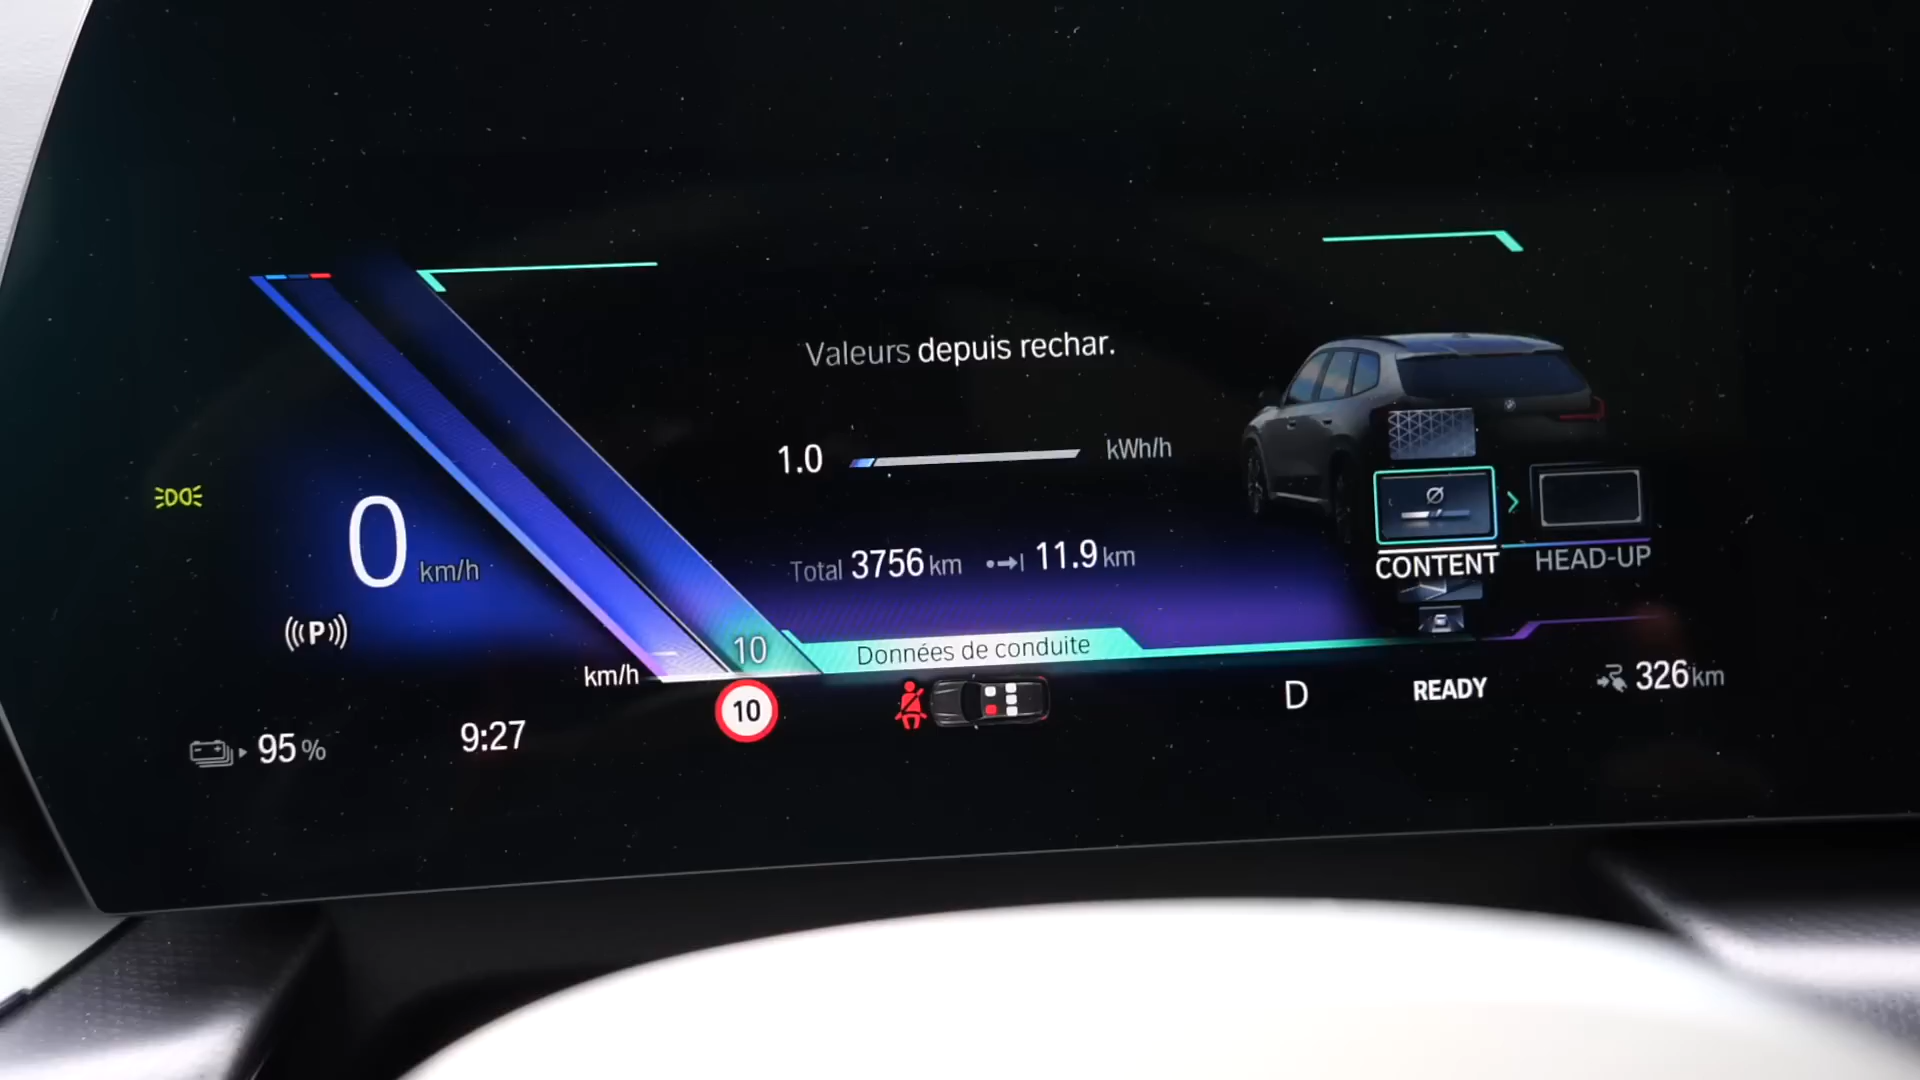 Valeurs depuis rechar.
1.0 kWh/h
0 km/h
Total 3756 km 11.9 km
CONTENT HEAD-UP
(((P)))
10
Données de conduite
km/h
10
D READY 326 km
95 % 9:27